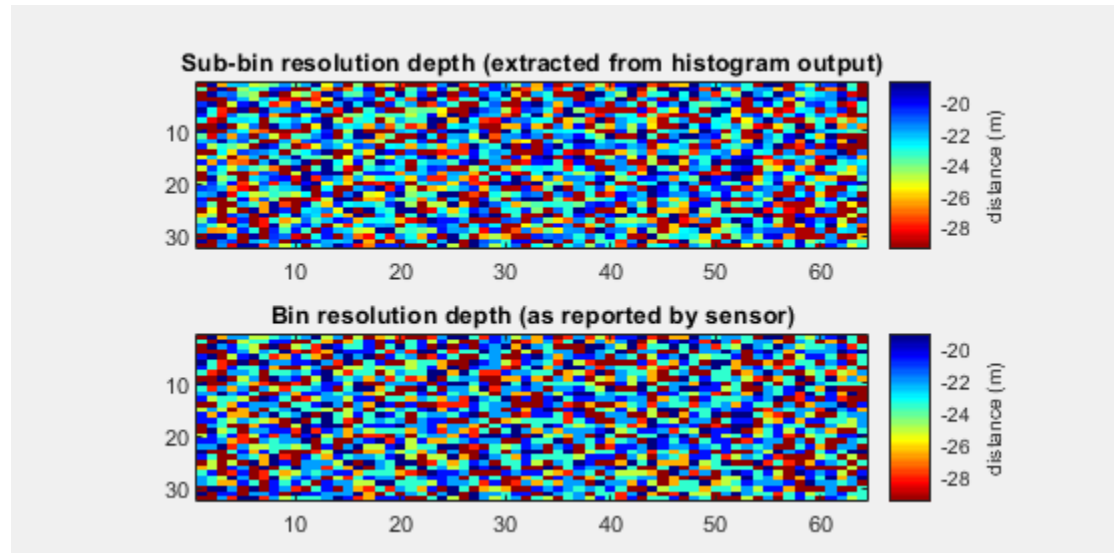 Sub-bin resolution depth (extracted from histogram output)
10
20
30
10 20 30 40 50 60
-20
-22
-24
-26
-28
distance (m)
Bin resolution depth (as reported by sensor)
10
20
30
10 20 30 40 50 60
-20
-22
-24
-26
-28
distance (m)